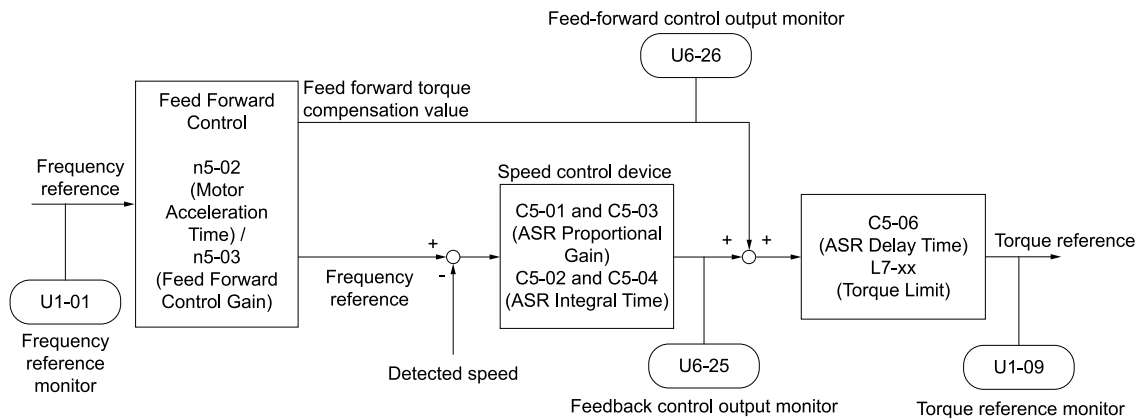 Feed-forward control output monitor
U6-26
Feed Forward
Control
n5-02
(Motor
Acceleration
Time) /
n5-03
(Feed Forward
Control Gain)
Feed forward torque
compensation value
Frequency
reference
U1-01
Frequency
reference
monitor
+
-
Frequency
reference
Detected speed
Speed control device
C5-01 and C5-03
(ASR Proportional
Gain)
C5-02 and C5-04
(ASR Integral Time)
+
+
U6-25
Feedback control output monitor
C5-06
(ASR Delay Time)
L7-xx
(Torque Limit)
Torque reference
U1-09
Torque reference monitor